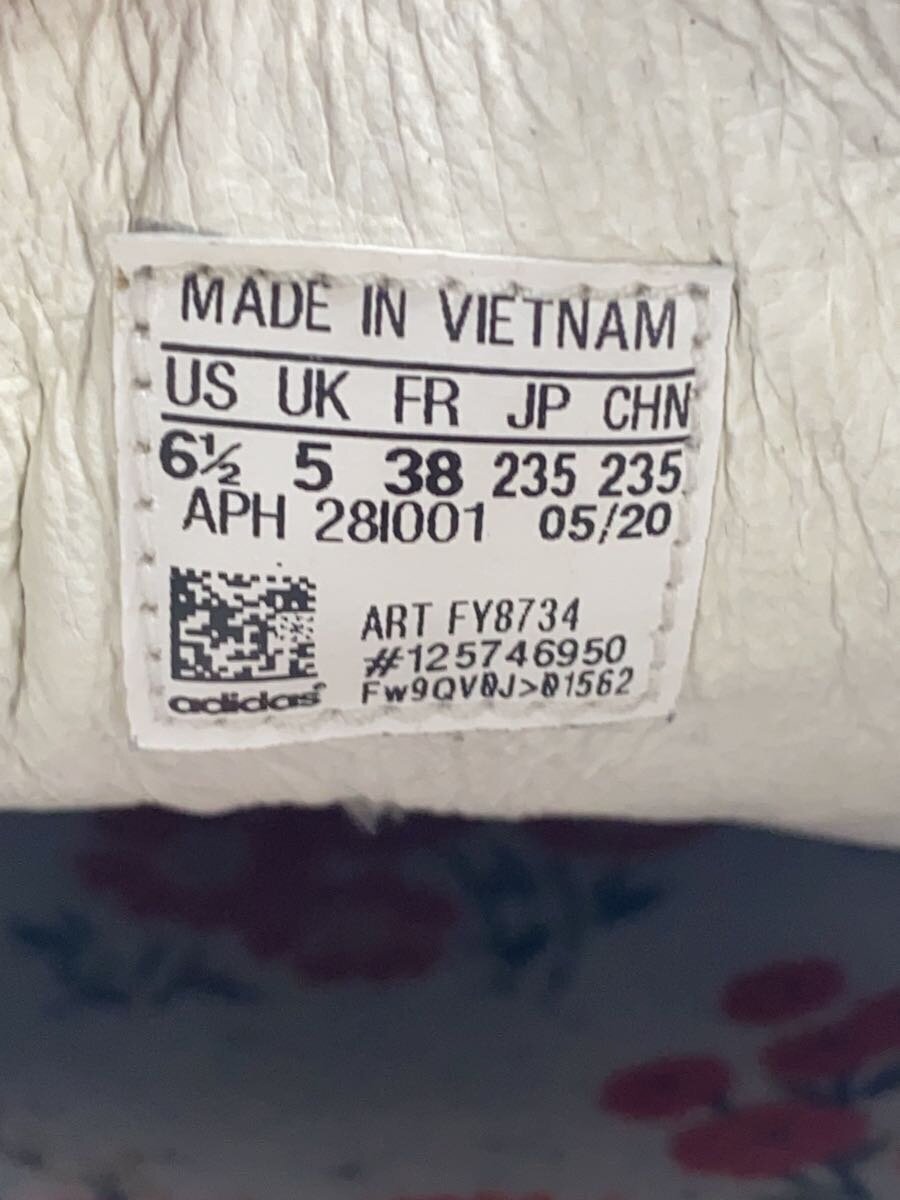 MADE IN VIETNAM
US UK FR JP CHN
6½ 5 38 235 235
APH 28I001 05/20
ART FY8734
#125746950
Fw9QV0J>01562
adidas